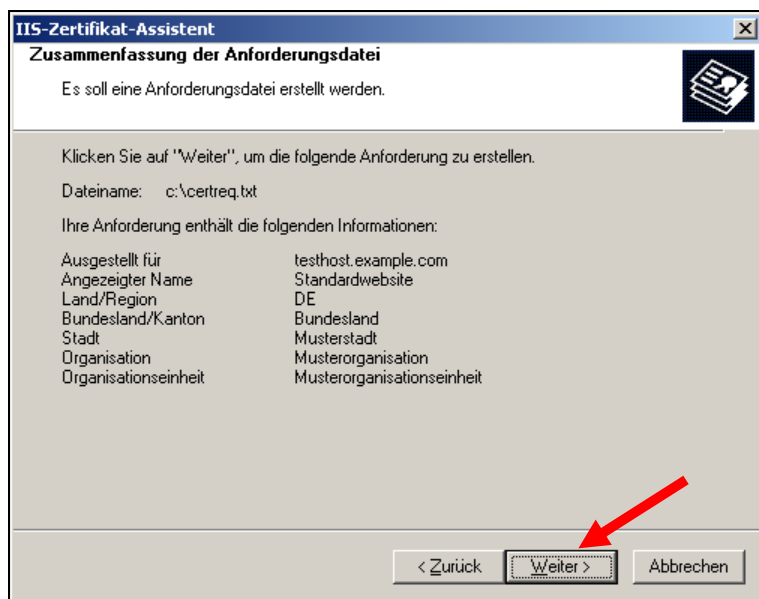 IIS-Zertifikat-Assistent
Zusammenfassung der Anforderungsdatei
Es soll eine Anforderungsdatei erstellt werden.
Klicken Sie auf "Weiter", um die folgende Anforderung zu erstellen.
Dateiname: c:\certreq.txt
Ihre Anforderung enthält die folgenden Informationen:
Ausgestellt für testhost.example.com
Angezeigter Name Standardwebsite
Land/Region DE
Bundesland/Kanton Bundesland
Stadt Musterstadt
Organisation Musterorganisation
Organisationseinheit Musterorganisationseinheit
< Zurück Weiter > Abbrechen